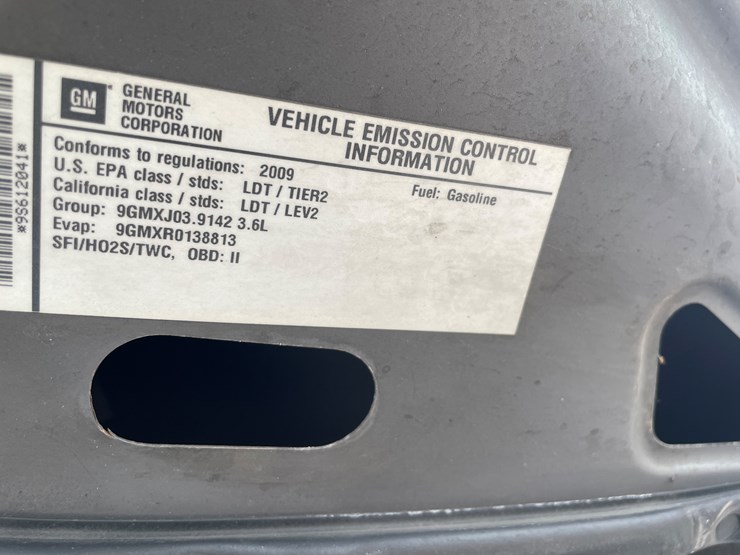 *9S612041*
GM
GENERAL
MOTORS
CORPORATION
VEHICLE EMISSION CONTROL
INFORMATION
Conforms to regulations: 2009
Fuel: Gasoline
U.S. EPA class / stds: LDT / TIER2
California class / stds: LDT / LEV2
Group: 9GMXJ03.9142 3.6L
Evap: 9GMXR0138813
SFI/HO2S/TWC, OBD: II